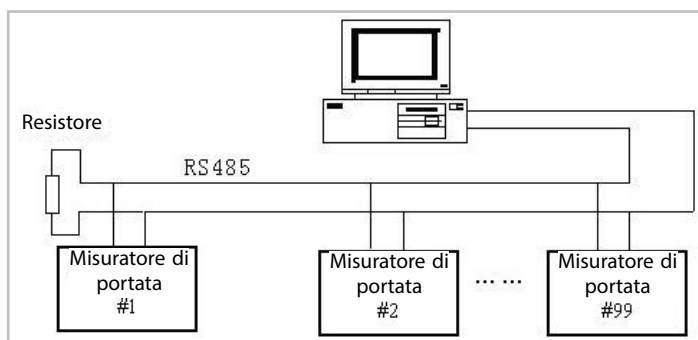 Resistore
RS485
Misuratore di
portata
#1
Misuratore di
portata
#2
... ...
Misuratore di
portata
#99